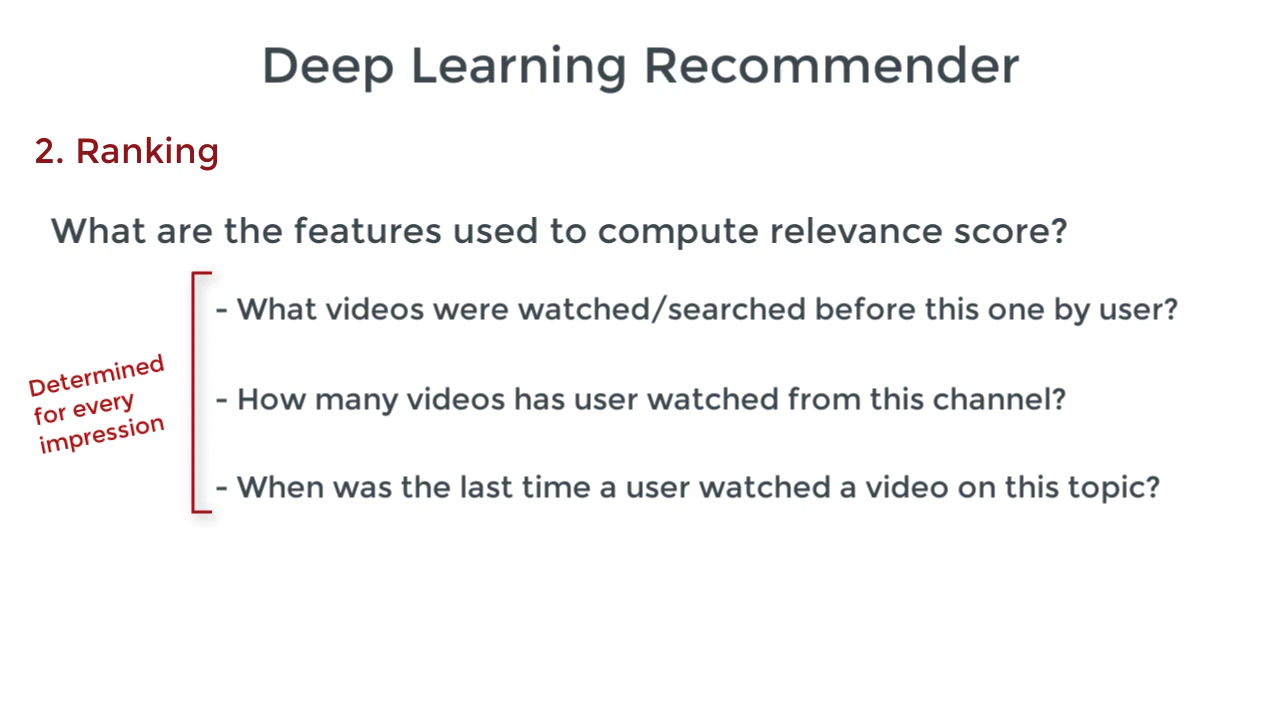 Deep Learning Recommender
2. Ranking
What are the features used to compute relevance score?
- What videos were watched/searched before this one by user?
Determined
for every
impression
- How many videos has user watched from this channel?
- When was the last time a user watched a video on this topic?